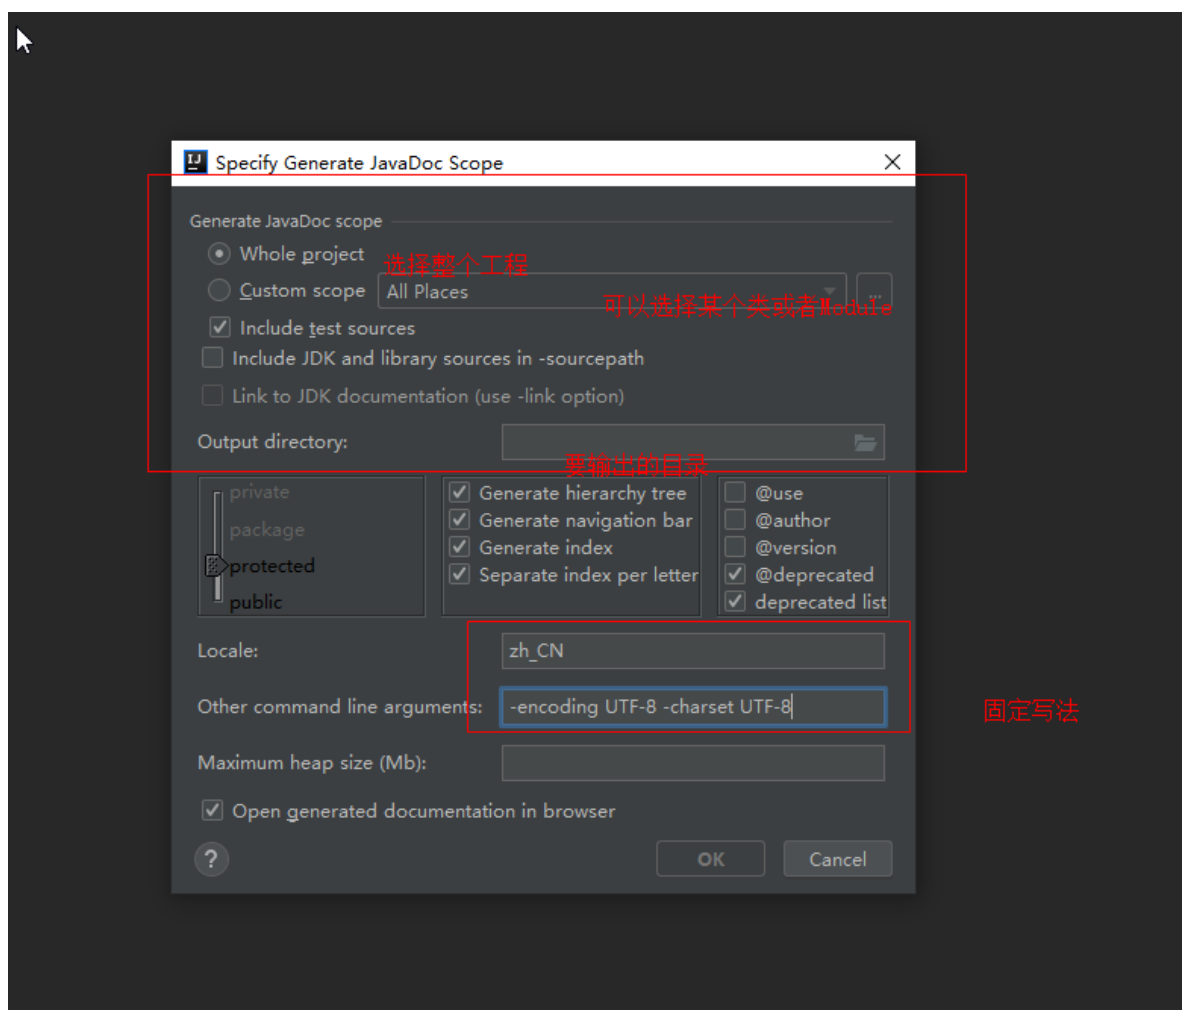 Specify Generate JavaDoc Scope
Generate JavaDoc scope
Whole project
选择整个工程
Custom scope
All Places
...
可以选择某个类或者Module
Include test sources
Include JDK and library sources in -sourcepath
Link to JDK documentation (use -link option)
Output directory:
要输出的目录
private
package
protected
public
Generate hierarchy tree
Generate navigation bar
Generate index
Separate index per letter
@use
@author
@version
@deprecated
deprecated list
Locale:
zh_CN
Other command line arguments:
-encoding UTF-8 -charset UTF-8
固定写法
Maximum heap size (Mb):
Open generated documentation in browser
?
OK
Cancel